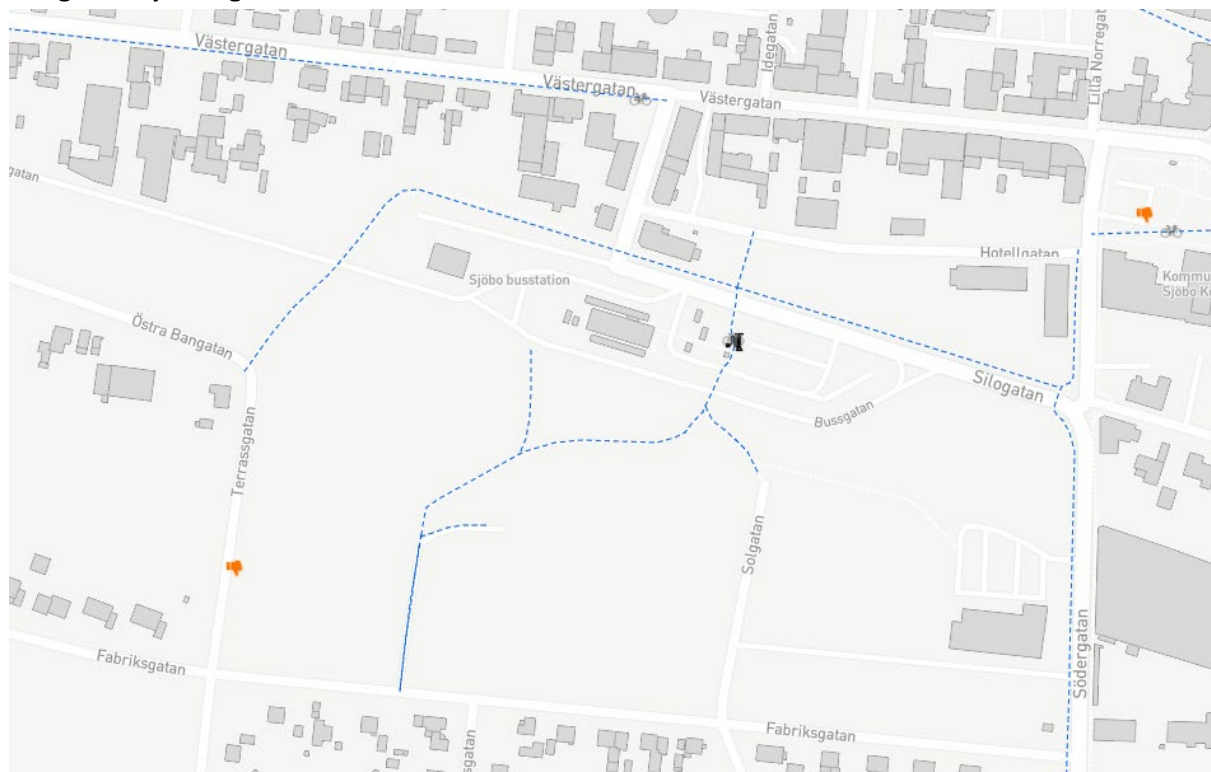 Västergatan
Västergatan
Västergatan
Idegatan
Lilla Norregat
gatan
Hotellgatan
Kommu
Sjöbo K
Sjöbo busstation
Östra Bangatan
Silogatan
Bussgatan
Terrassgatan
Solgatan
Södergatan
Fabriksgatan
Fabriksgatan
sgatan